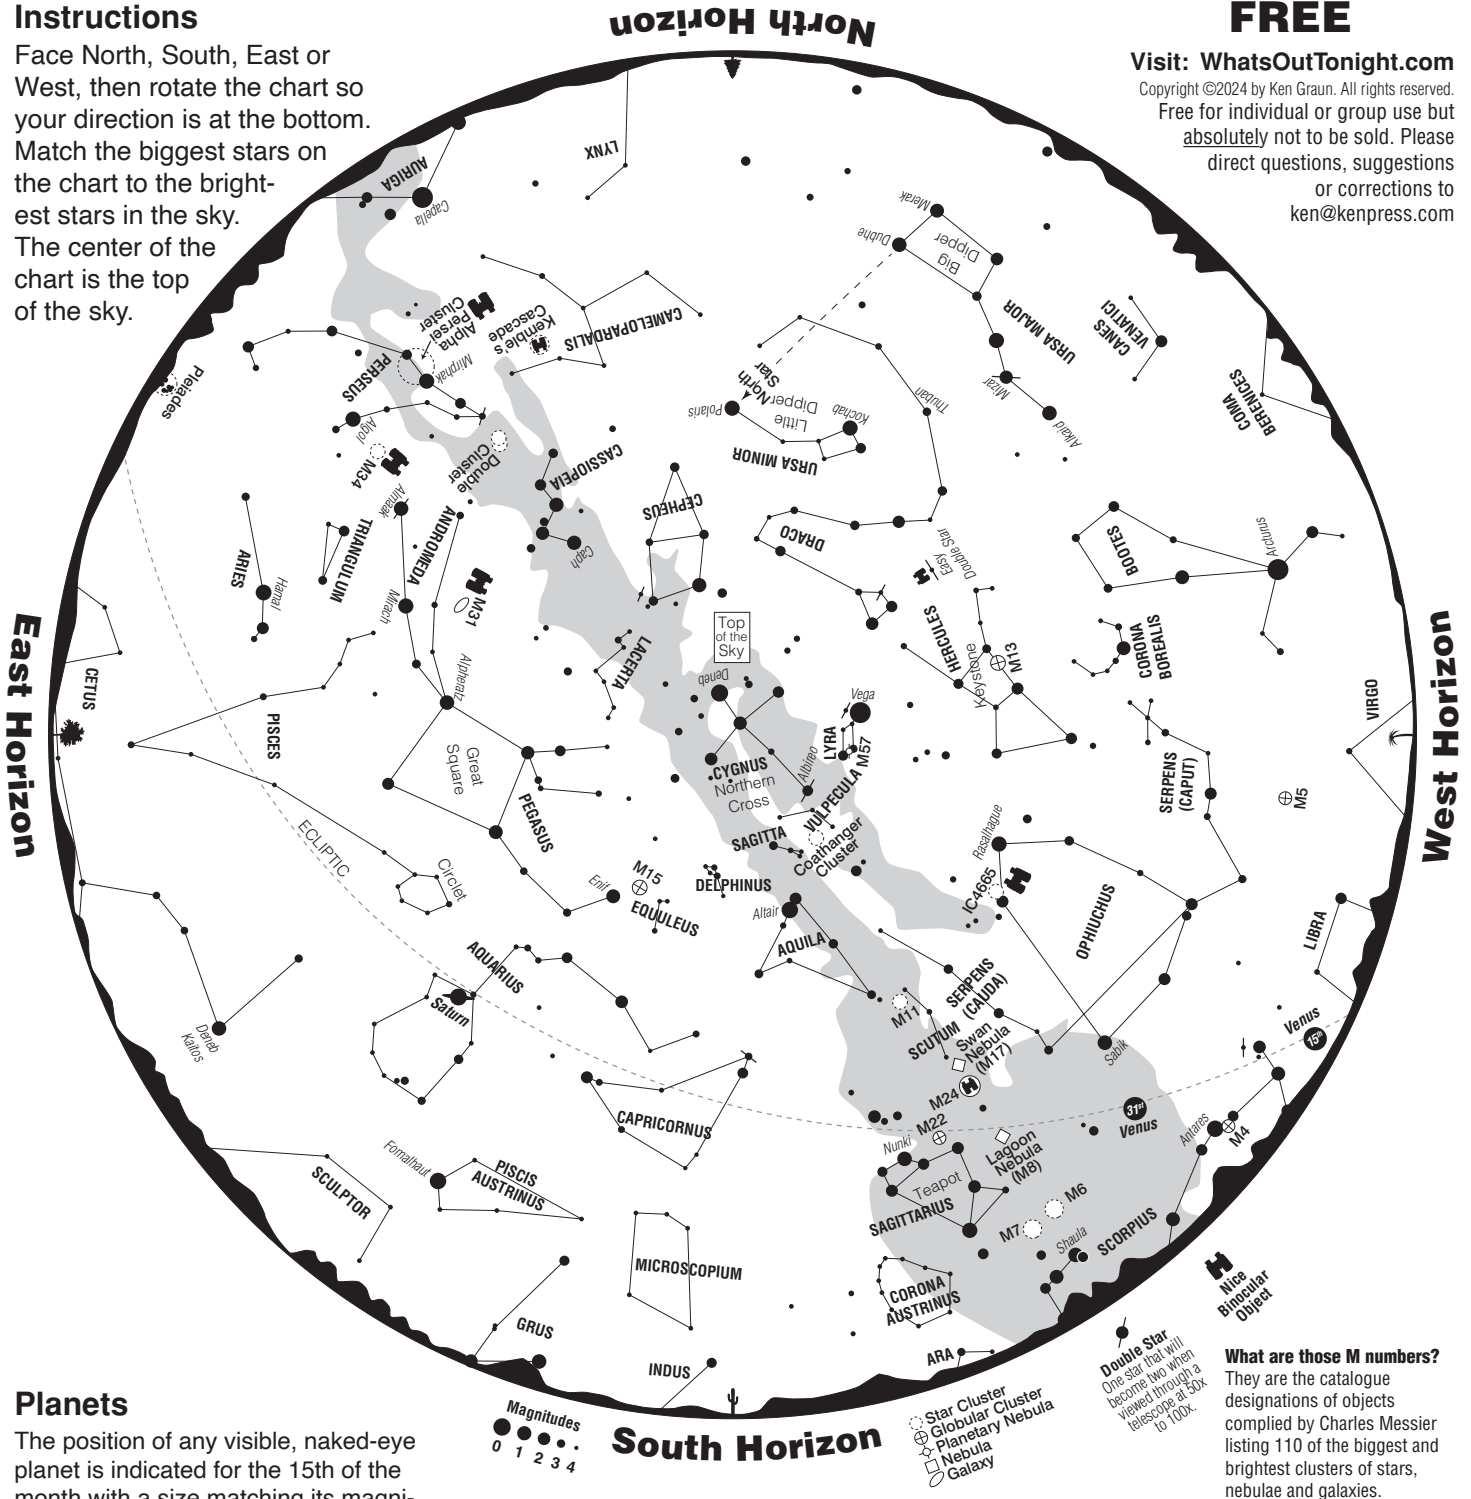 Instructions
Face North, South, East or
West, then rotate the chart so
your direction is at the bottom.
Match the biggest stars on
the chart to the bright-
est stars in the sky.
The center of the
chart is the top
of the sky.
North Horizon
FREE
Visit: WhatsOutTonight.com
Copyright ©2024 by Ken Graun. All rights reserved.
Free for individual or group use but
absolutely not to be sold. Please
direct questions, suggestions
or corrections to
ken@kenpress.com
AURIGA
Capella
LYNX
Merak
Dubhe
Big
Dipper
URSA MAJOR
CANES
VENATICI
Mizar
Alkaid
COMA
BERENICES
Alpha
Persei
Cluster
Kemble's
Cascade
CAMELOPARDALIS
PERSEUS
Mirphak
Pleiades
Algol
M34
Double
Cluster
CASSIOPEIA
Caph
North
Star
Polaris
Little
Dipper
Kochab
URSA MINOR
Thuban
CEPHEUS
DRACO
Easy
Double Star
BOTES
Arcturus
Almaak
ANDROMEDA
TRIANGULUM
ARIES
Hamal
Mirach
M31
LACERTA
Top
of the
Sky
HERCULES
Keystone
M13
CORONA
BOREALIS
East Horizon
West Horizon
CETUS
PISCES
Alpheratz
Great
Square
PEGASUS
Deneb
CYGNUS
Northern
Cross
Albireo
Vega
LYRA
M57
VULPECULA
SERPENS
(CAPUT)
M5
VIRGO
ECLIPTIC
Circlet
M15
Enif
EQUULEUS
SAGITTA
Coathanger
Cluster
DELPHINUS
Altair
AQUILA
Rasalhague
IC4665
OPHIUCHUS
LIBRA
AQUARIUS
Saturn
Deneb
Kaitos
SERPENS
(CAUDA)
M11
SCUTUM
Swan
Nebula
(M17)
Sabik
Venus
15th
M24
31st
Venus
M22
Nunki
Lagoon
Nebula
(M8)
Antares
M4
CAPRICORNUS
SCULPTOR
Fomalhaut
PISCIS
AUSTRINUS
Teapot
SAGITTARIUS
M6
M7
Shaula
SCORPIUS
MICROSCOPIUM
CORONA
AUSTRINUS
GRUS
INDUS
ARA
Nice
Binocular
Object
Double Star
One star that will
become two when
viewed through a
telescope at 50x
to 100x.
Planets
The position of any visible, naked-eye
planet is indicated for the 15th of the
month with a size matching its magni-
Magnitudes
0 1 2 3 4
South Horizon
Star Cluster
Globular Cluster
Planetary Nebula
Nebula
Galaxy
What are those M numbers?
They are the catalogue
designations of objects
complied by Charles Messier
listing 110 of the biggest and
brightest clusters of stars,
nebulae and galaxies.